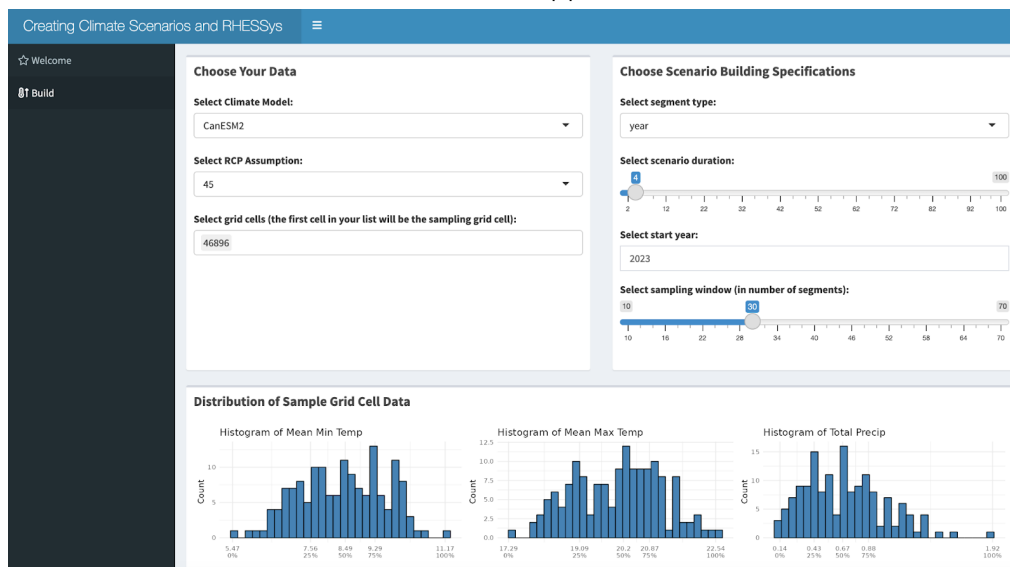 Creating Climate Scenarios and RHESSys
Welcome
Build
Choose Your Data
Select Climate Model:
CanESM2
Select RCP Assumption:
45
Select grid cells (the first cell in your list will be the sampling grid cell):
46896
Choose Scenario Building Specifications
Select segment type:
year
Select scenario duration:
4 100
2 12 22 32 42 52 62 72 82 92 100
Select start year:
2023
Select sampling window (in number of segments):
10 30 70
10 16 22 28 34 40 46 52 58 64 70
Distribution of Sample Grid Cell Data
Histogram of Mean Min Temp
Count
10
5
0
5.47 7.56 8.49 9.29 11.17
0% 25% 50% 75% 100%
Histogram of Mean Max Temp
Count
12.5
10.0
7.5
5.0
2.5
0.0
17.29 19.09 20.2 20.87 22.54
0% 25% 50% 75% 100%
Histogram of Total Precip
Count
15
10
5
0
0.14 0.43 0.67 0.88 1.92
0% 25% 50% 75% 100%